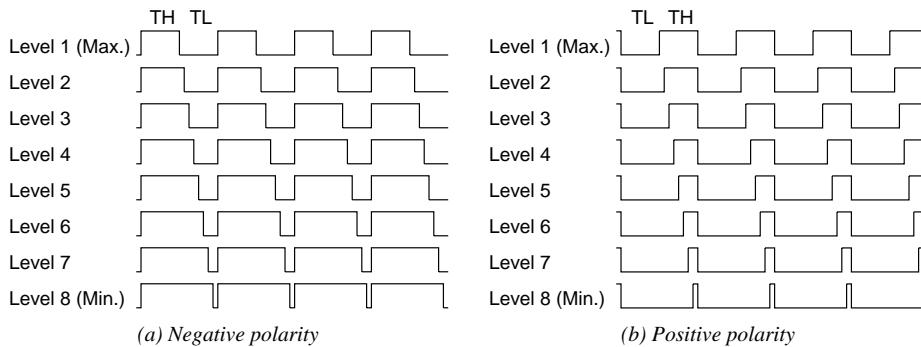 TH TL
Level 1 (Max.)
Level 2
Level 3
Level 4
Level 5
Level 6
Level 7
Level 8 (Min.)
(a) Negative polarity
TL TH
Level 1 (Max.)
Level 2
Level 3
Level 4
Level 5
Level 6
Level 7
Level 8 (Min.)
(b) Positive polarity